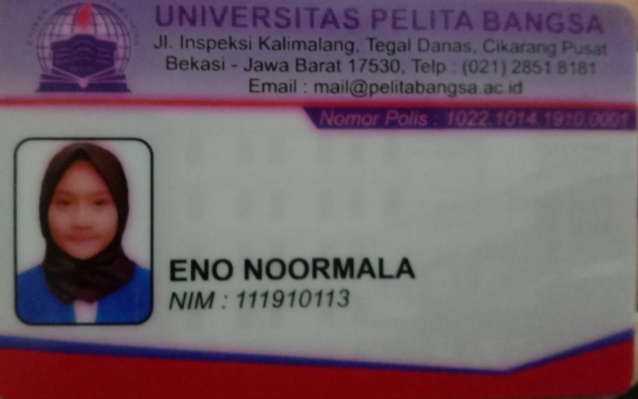 UNIVERSITAS PELITA BANGSA
Jl. Inspeksi Kalimalang, Tegal Danas, Cikarang Pusat
Bekasi - Jawa Barat 17530, Telp : (021) 2851 8181
Email : mail@pelitabangsa.ac.id
Nomor Polis : 1022.1014.1910.0001
ENO NOORMALA
NIM : 111910113